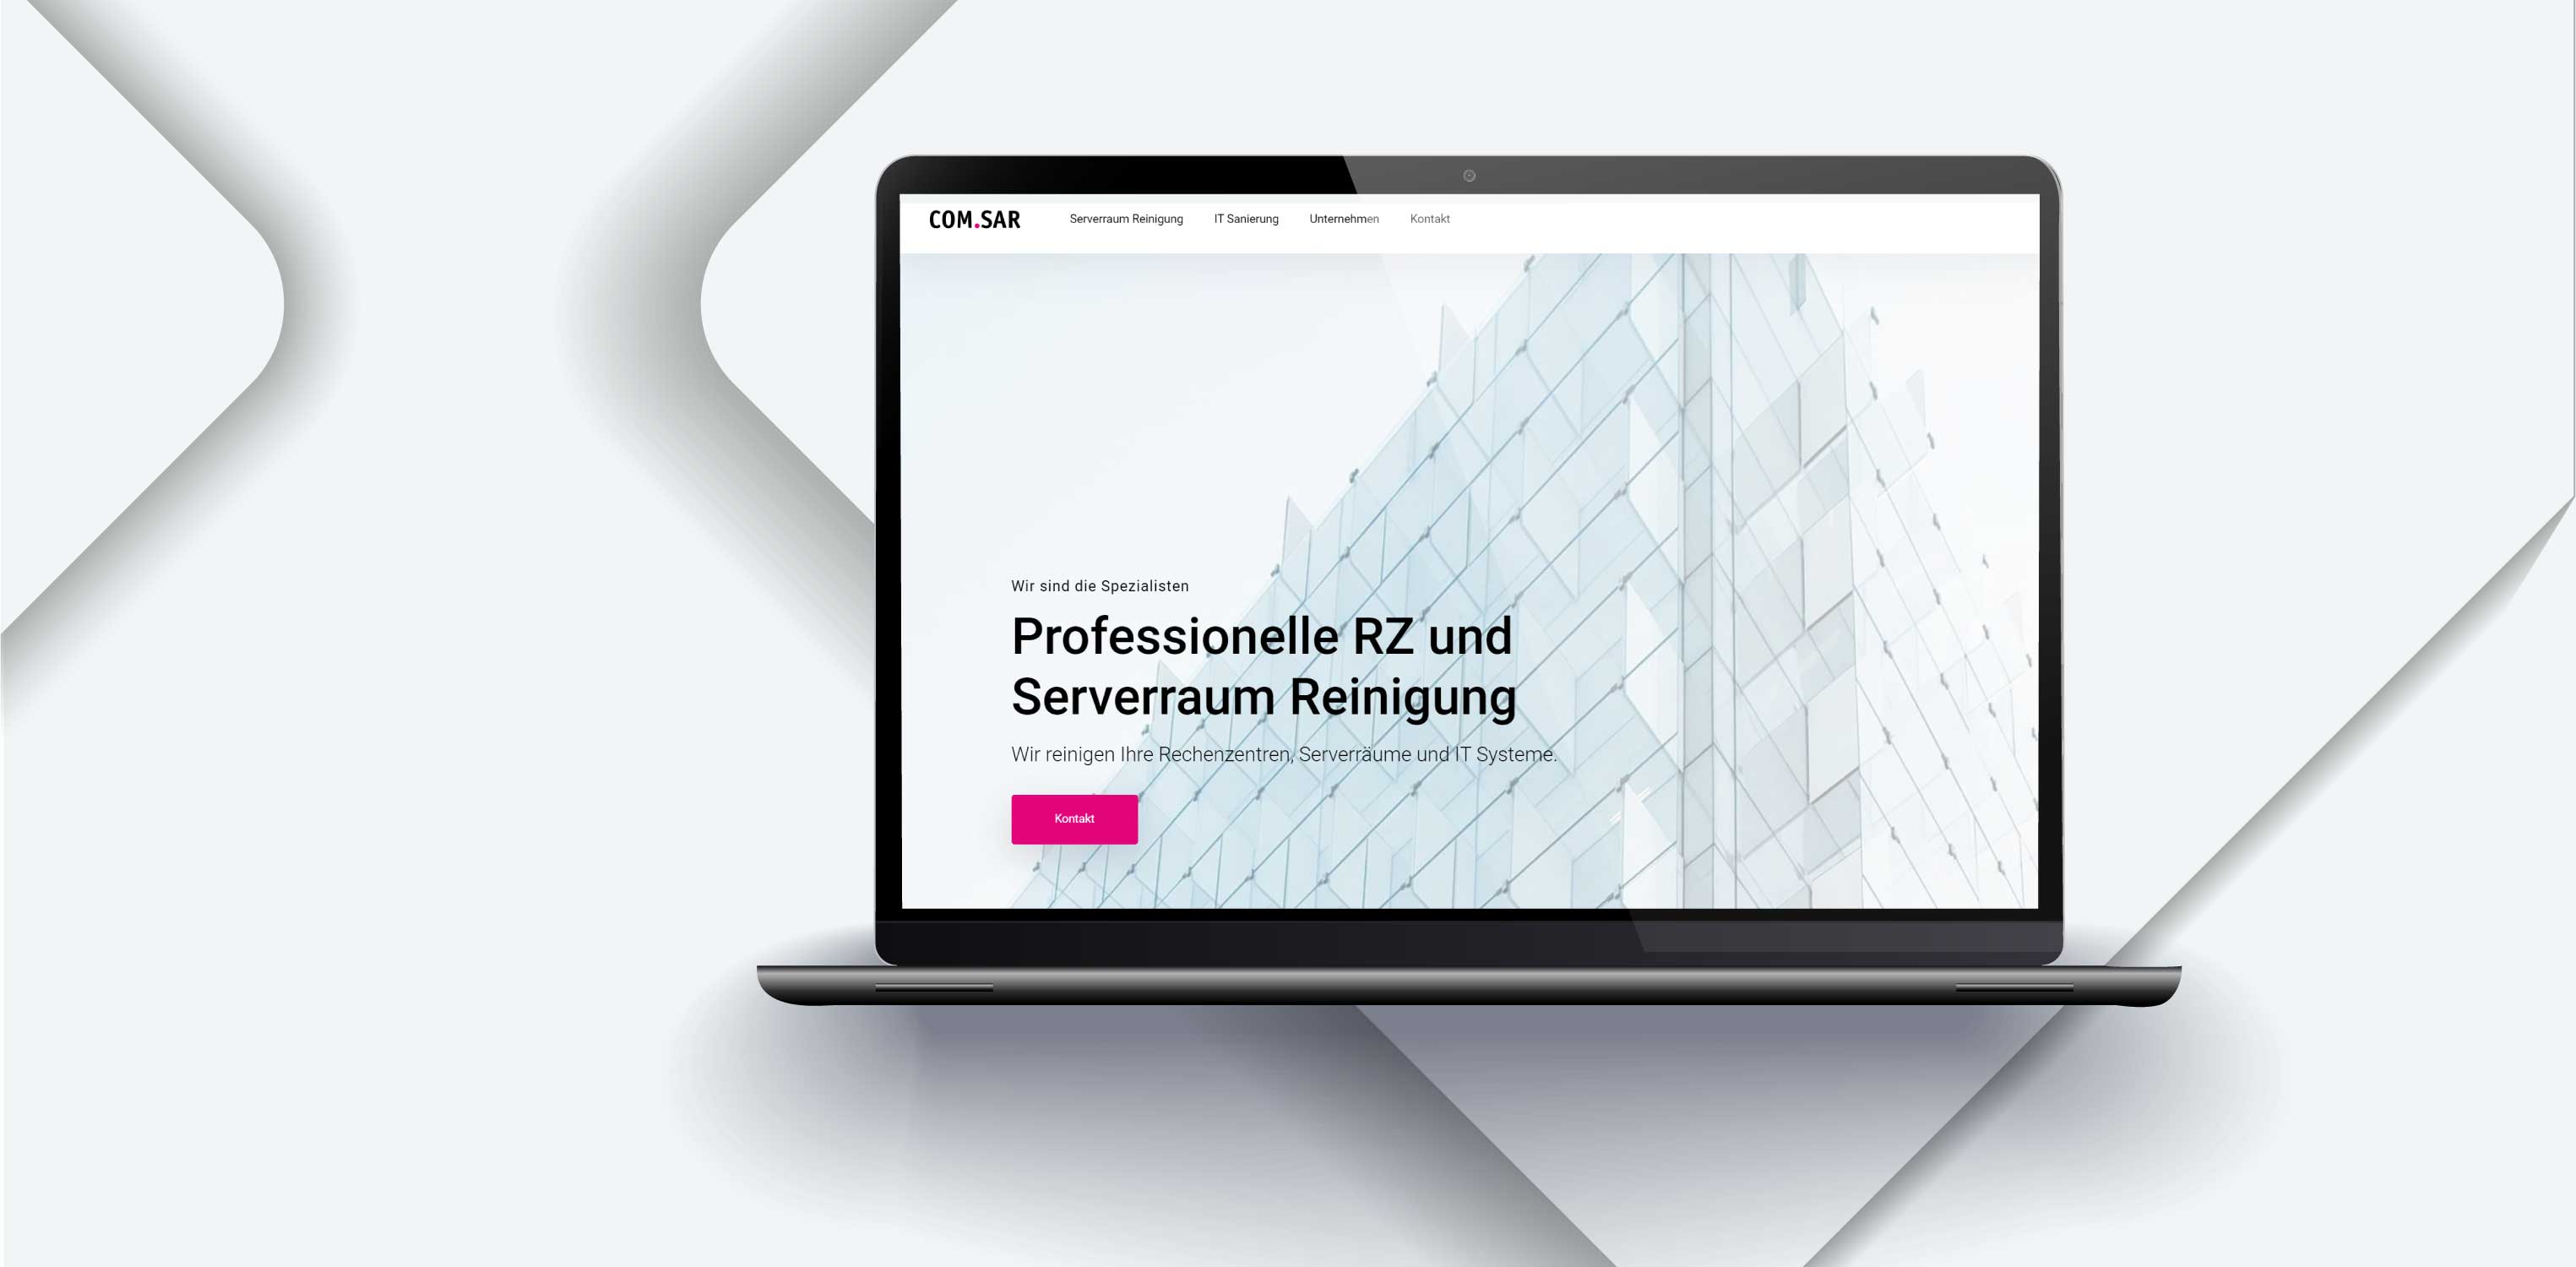 COM.SAR
Serverraum Reinigung
IT Sanierung
Unternehmen
Kontakt
Wir sind die Spezialisten
Professionelle RZ und
Serverraum Reinigung
Wir reinigen Ihre Rechenzentren, Serverräume und IT Systeme.
Kontakt